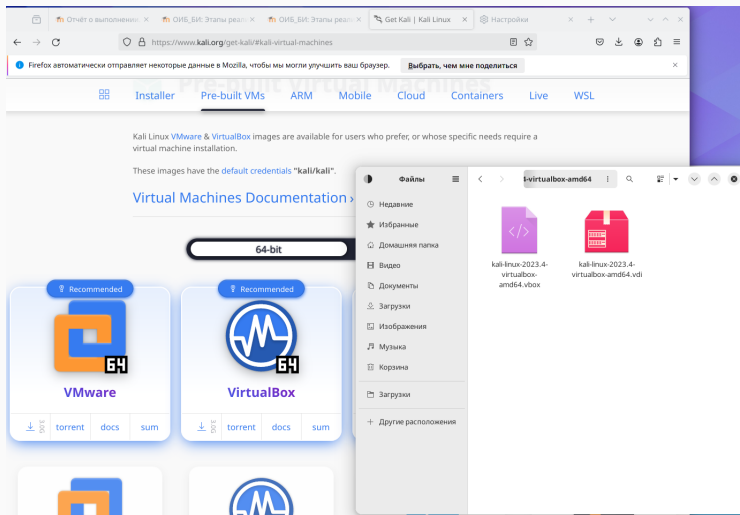 Отчёт о выполнении
ОИБ_БИ: Этапы реал
ОИБ_БИ: Этапы реал
Get Kali | Kali Linux
Настройки
https://www.kali.org/get-kali/#kali-virtual-machines
Firefox автоматически отправляет некоторые данные в Mozilla, чтобы мы могли улучшить ваш браузер.
Выбрать, чем мне поделиться
Pre-built Virtual Machines
Installer
Pre-built VMs
ARM
Mobile
Cloud
Containers
Live
WSL
Kali Linux VMware & VirtualBox images are available for users who prefer, or whose specific needs require a
virtual machine installation.
These images have the default credentials "kali/kali".
Virtual Machines Documentation ›
64-bit
Recommended
64
VMware
3.0G
torrent
docs
sum
Recommended
64
VirtualBox
3.0G
torrent
docs
sum
Файлы
-virtualbox-amd64
Недавние
Избранные
Домашняя папка
Видео
Документы
Загрузки
Изображения
Музыка
Корзина
Загрузки
Другие расположения
kali-linux-2023.4-
virtualbox-
amd64.vbox
kali-linux-2023.4-
virtualbox-amd64.vdi